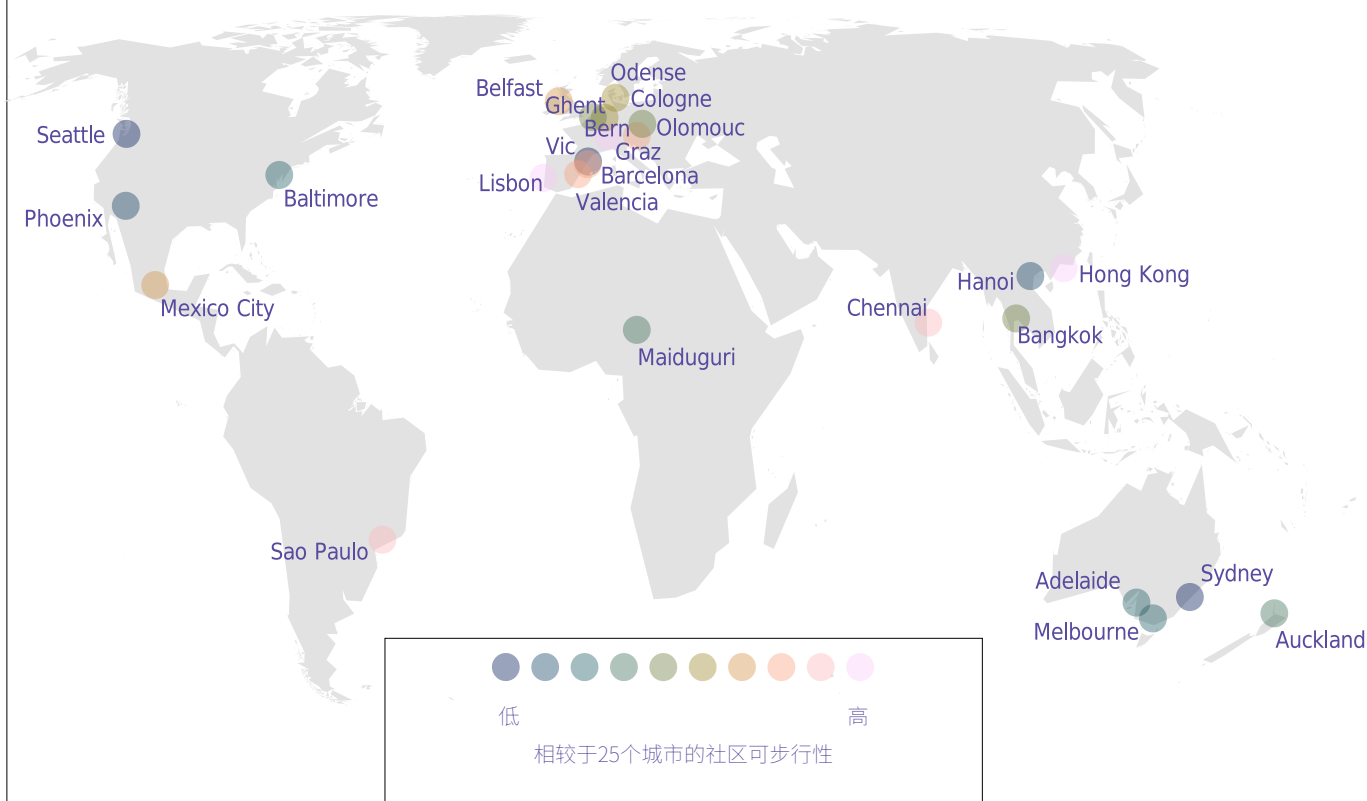 Odense
Belfast
Ghent
Cologne
Seattle
Bern
Olomouc
Vic
Graz
Lisbon
Barcelona
Baltimore
Valencia
Phoenix
Hanoi
Hong Kong
Mexico City
Chennai
Bangkok
Maiduguri
Sao Paulo
Adelaide
Sydney
Melbourne
Auckland
低
高
相较于25个城市的社区可步行性